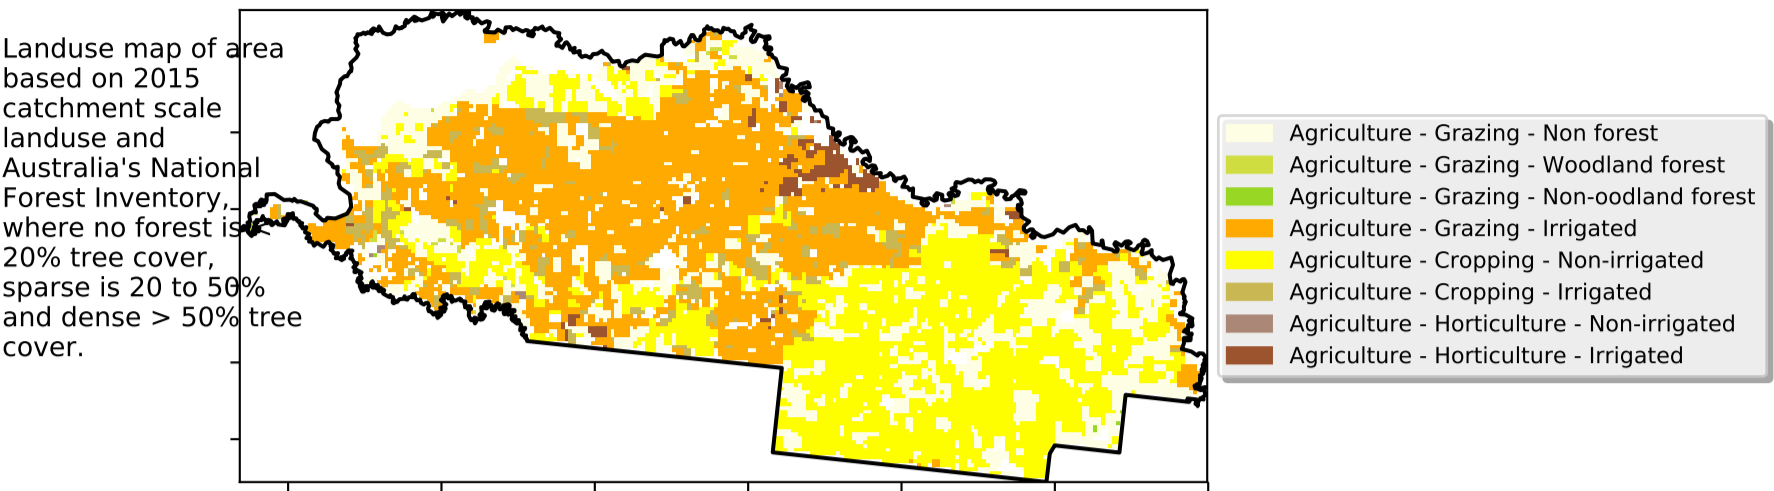 Landuse map of area
based on 2015
catchment scale
landuse and
Australia's National
Forest Inventory,
where no forest is <
20% tree cover,
sparse is 20 to 50%
and dense > 50% tree
cover.
Agriculture - Grazing - Non forest
Agriculture - Grazing - Woodland forest
Agriculture - Grazing - Non-oodland forest
Agriculture - Grazing - Irrigated
Agriculture - Cropping - Non-irrigated
Agriculture - Cropping - Irrigated
Agriculture - Horticulture - Non-irrigated
Agriculture - Horticulture - Irrigated